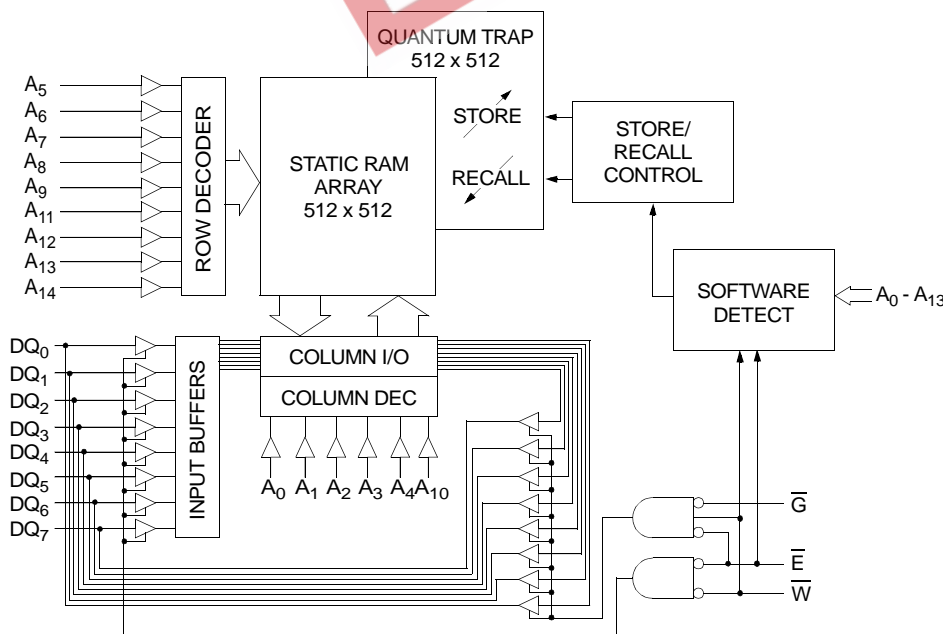 QUANTUM TRAP
512 x 512
STORE
RECALL
STORE/
RECALL
CONTROL
A5
A6
A7
A8
A9
A11
A12
A13
A14
ROW DECODER
STATIC RAM
ARRAY
512 x 512
SOFTWARE
DETECT
A0 - A13
DQ0
DQ1
DQ2
DQ3
DQ4
DQ5
DQ6
DQ7
INPUT BUFFERS
COLUMN I/O
COLUMN DEC
A0 A1 A2 A3 A4 A10
G̅
E̅
W̅